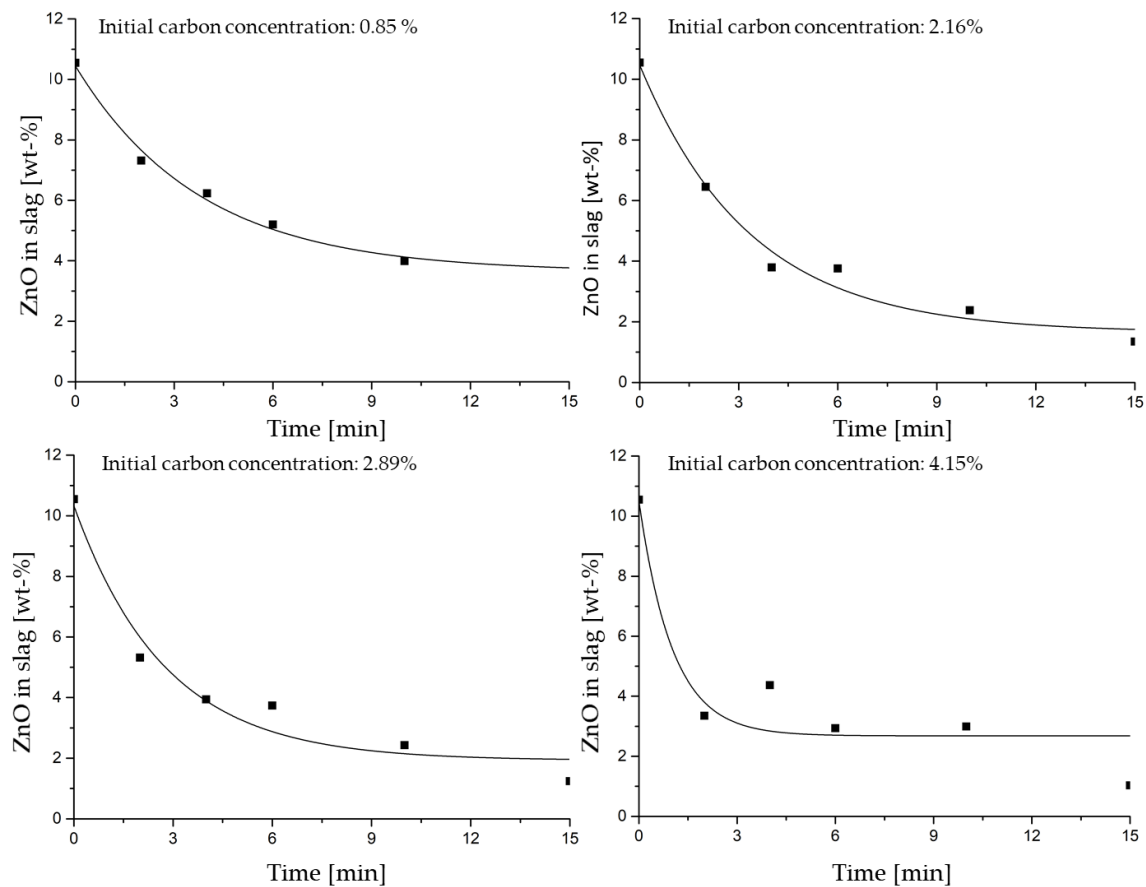 Initial carbon concentration: 0.85 %
12
10
8
6
4
2
0
ZnO in slag [wt-%]
0 3 6 9 12 15
Time [min]
Initial carbon concentration: 2.16%
12
10
8
6
4
2
0
ZnO in slag [wt-%]
0 3 6 9 12 15
Time [min]
Initial carbon concentration: 2.89%
12
10
8
6
4
2
0
ZnO in slag [wt-%]
0 3 6 9 12 15
Time [min]
Initial carbon concentration: 4.15%
12
10
8
6
4
2
0
ZnO in slag [wt-%]
0 3 6 9 12 15
Time [min]